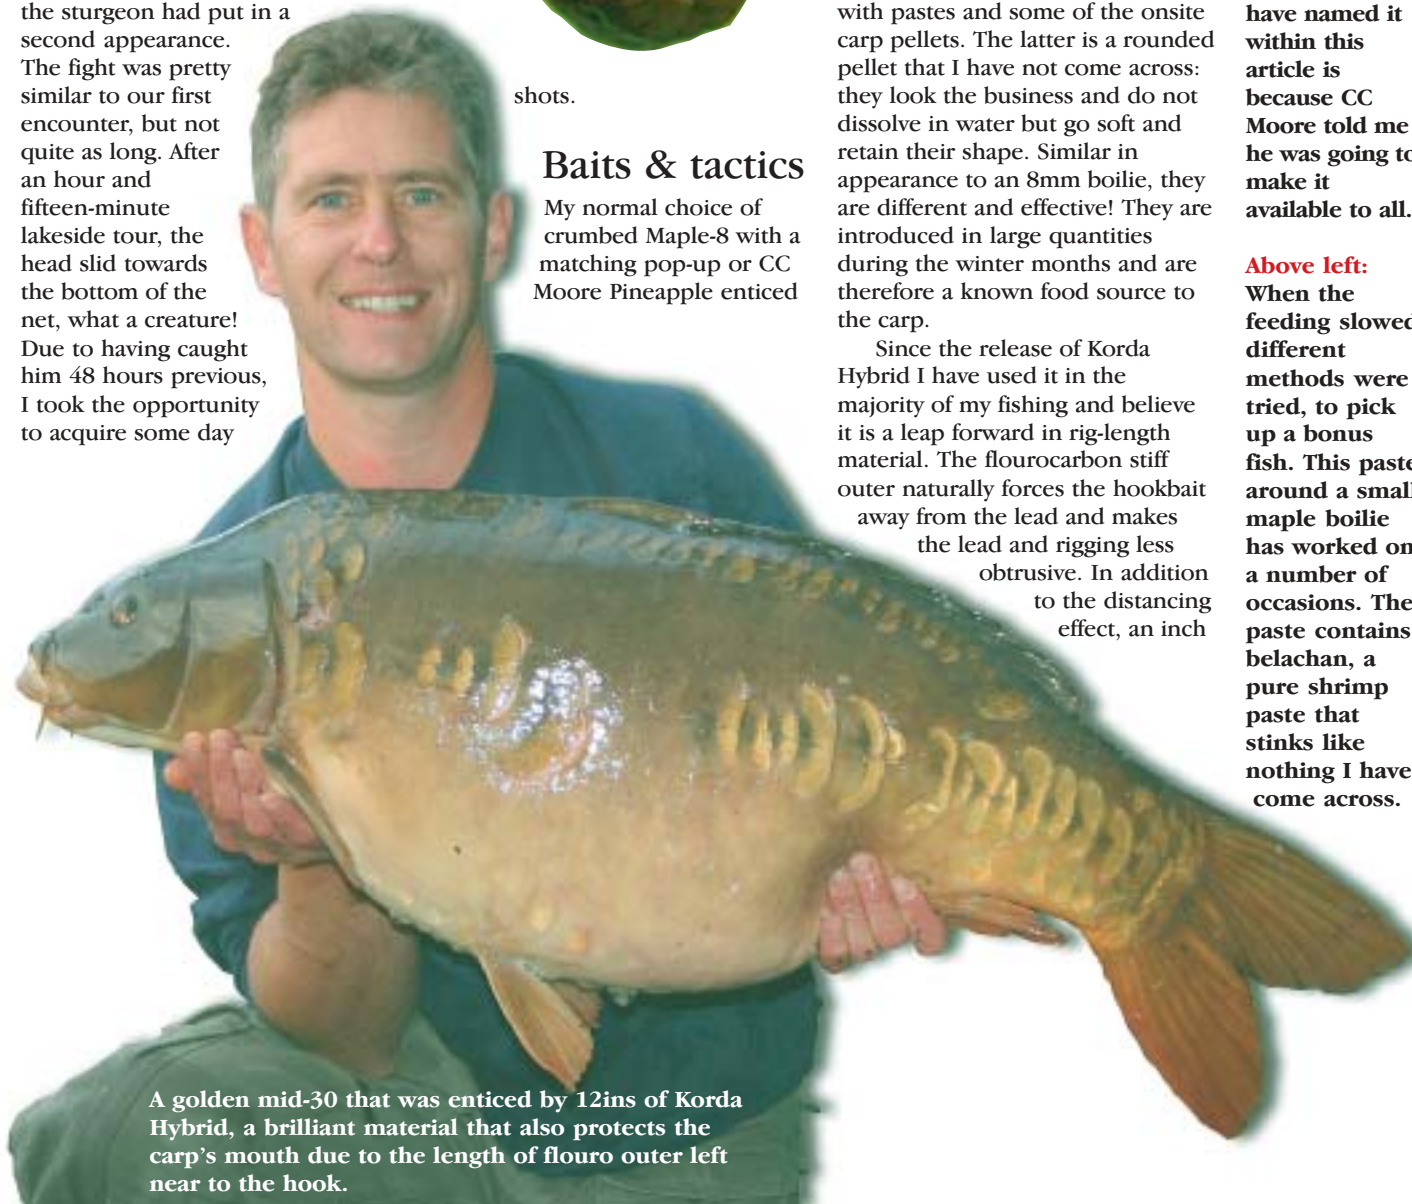 the sturgeon had put in a
second appearance.
The fight was pretty
similar to our first
encounter, but not
quite as long. After
an hour and
fifteen-minute
lakeside tour, the
head slid towards
the bottom of the
net, what a creature!
Due to having caught
him 48 hours previous,
I took the opportunity
to acquire some day
shots.
Baits & tactics
My normal choice of
crumbed Maple-8 with a
matching pop-up or CC
Moore Pineapple enticed
with pastes and some of the onsite
carp pellets. The latter is a rounded
pellet that I have not come across:
they look the business and do not
dissolve in water but go soft and
retain their shape. Similar in
appearance to an 8mm boilie, they
are different and effective! They are
introduced in large quantities
during the winter months and are
therefore a known food source to
the carp.
Since the release of Korda
Hybrid I have used it in the
majority of my fishing and believe
it is a leap forward in rig-length
material. The flourocarbon stiff
outer naturally forces the hookbait
away from the lead and makes
the lead and rigging less
obtrusive. In addition
to the distancing
effect, an inch
have named it
within this
article is
because CC
Moore told me
he was going to
make it
available to all.
Above left:
When the
feeding slowed
different
methods were
tried, to pick
up a bonus
fish. This paste
around a small
maple boilie
has worked on
a number of
occasions. The
paste contains
belachan, a
pure shrimp
paste that
stinks like
nothing I have
come across.
A golden mid-30 that was enticed by 12ins of Korda
Hybrid, a brilliant material that also protects the
carp's mouth due to the length of flouro outer left
near to the hook.